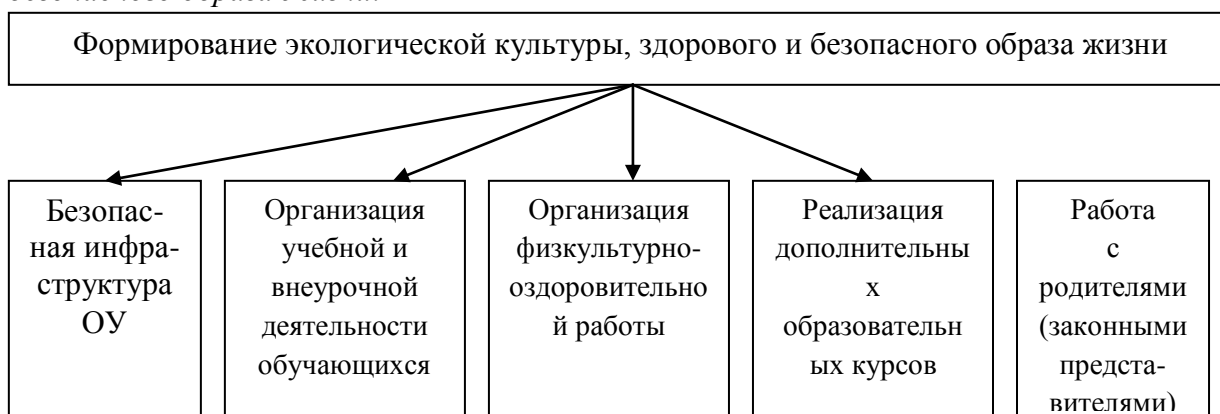 Формирование экологической культуры, здорового и безопасного образа жизни
Безопас-
ная инфра-
структура
ОУ
Организация
учебной и
внеурочной
деятельности
обучающихся
Организация
физкультурно-
оздоровительно
й работы
Реализация
дополнительны
х
образовательн
ых курсов
Работа
с
родителями
(законными
предста-
вителями)